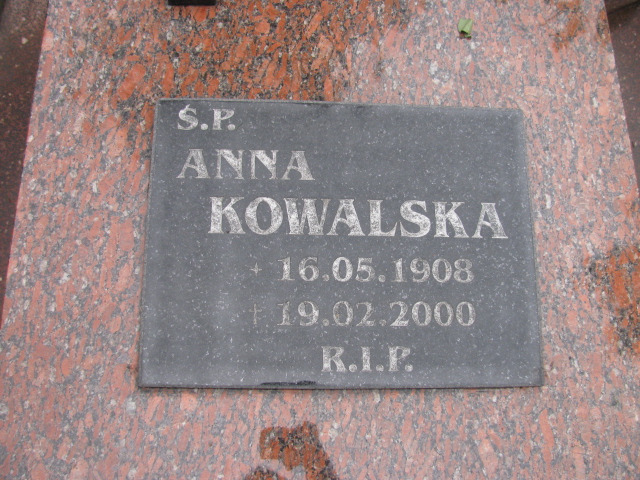 Ś.P.
ANNA
KOWALSKA
* 16.05.1908
+ 19.02.2000
R.I.P.